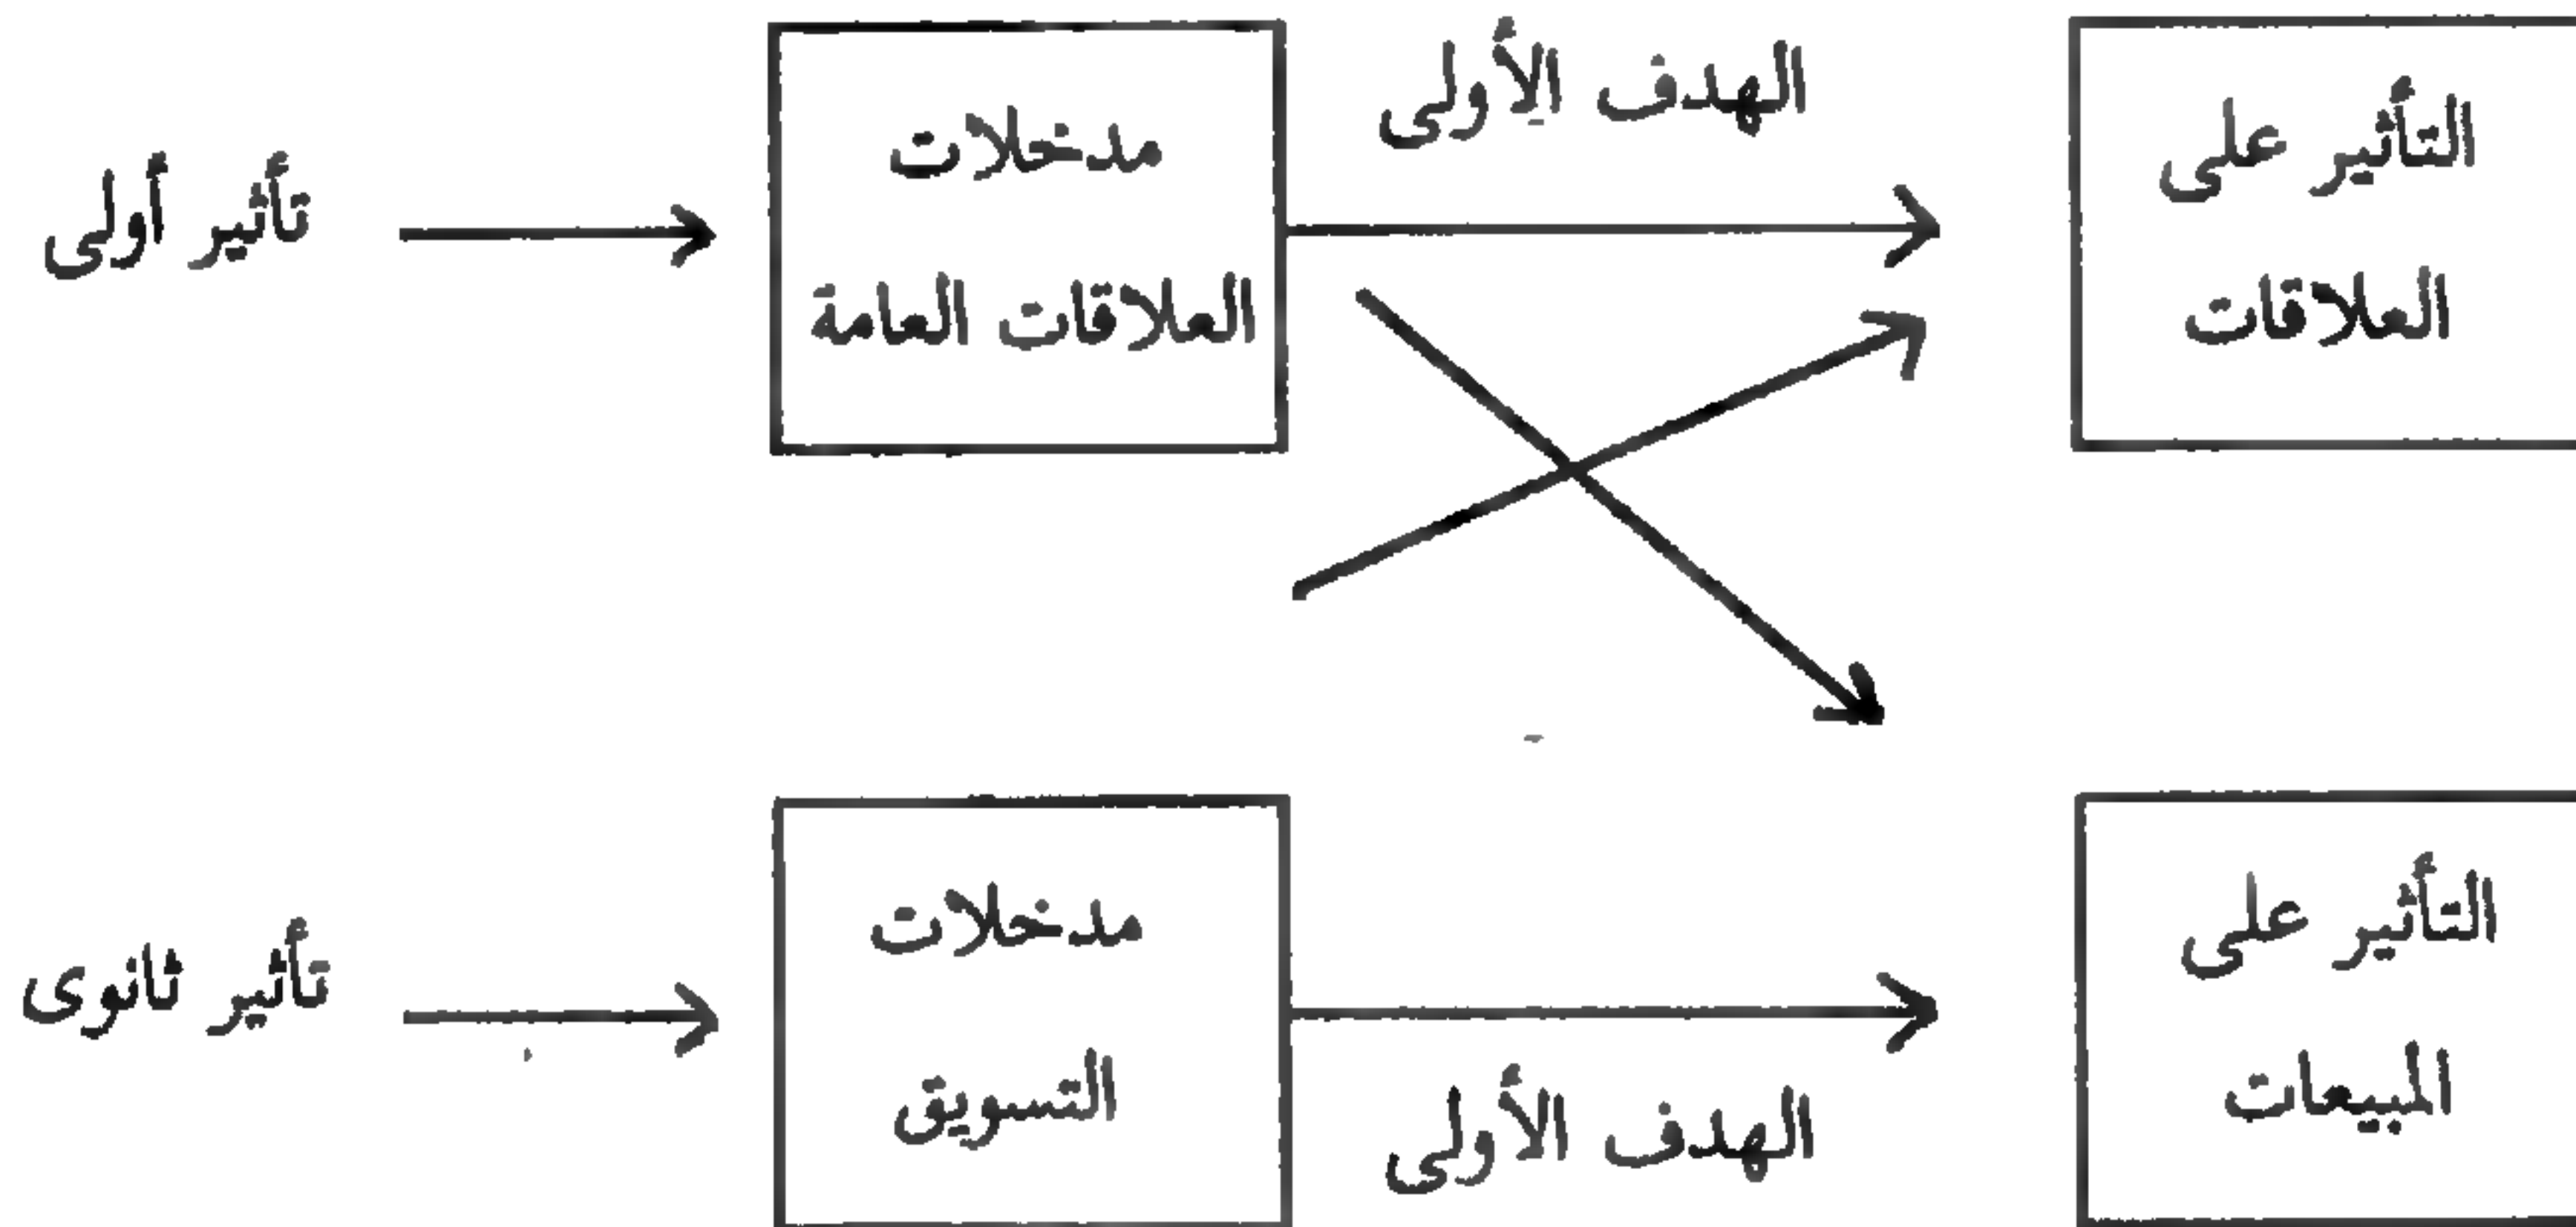 تأثير أولى
مدخلات
العلاقات العامة
الهدف الأولى
التأثير على
العلاقات
تأثير ثانوى
مدخلات
التسويق
الهدف الأولى
التأثير على
المبيعات